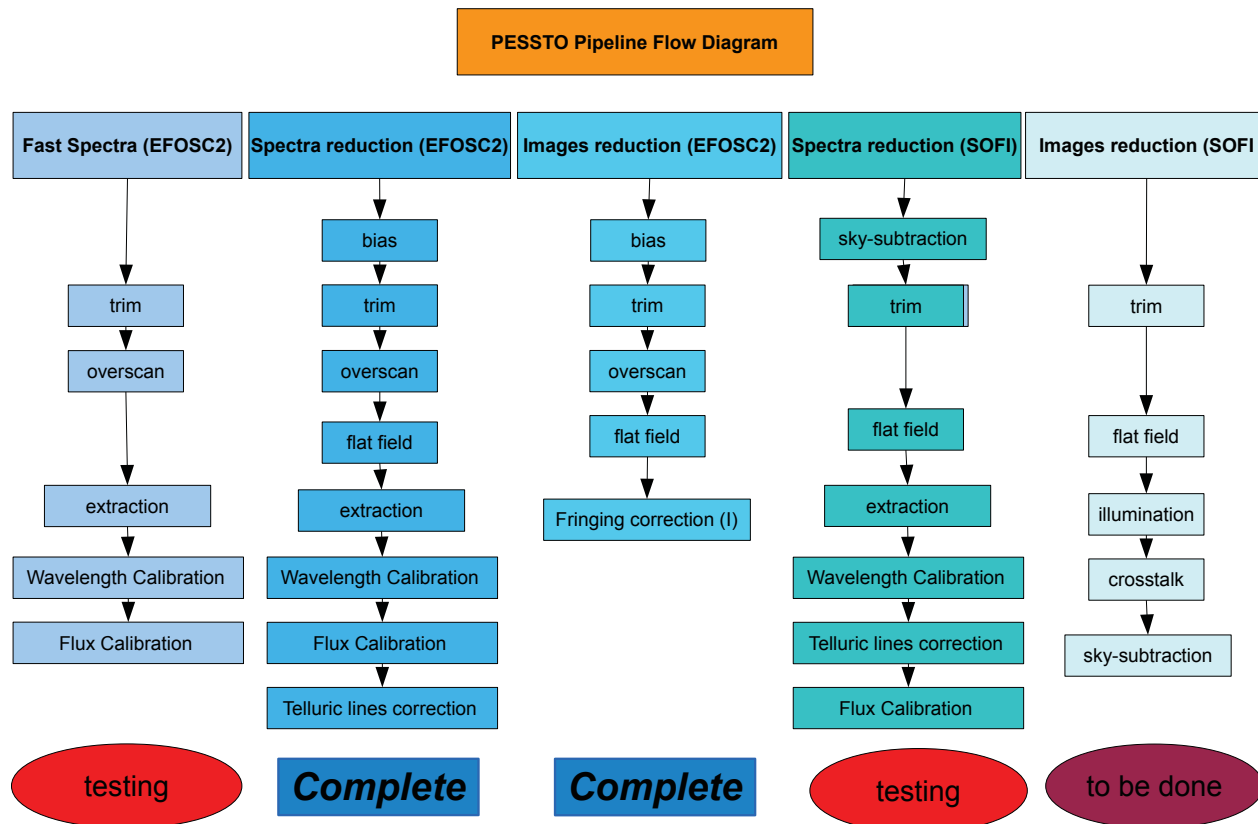 PESSTO Pipeline Flow Diagram
Fast Spectra (EFOSC2)
trim
overscan
extraction
Wavelength Calibration
Flux Calibration
testing
Spectra reduction (EFOSC2)
bias
trim
overscan
flat field
extraction
Wavelength Calibration
Flux Calibration
Telluric lines correction
Complete
Images reduction (EFOSC2)
bias
trim
overscan
flat field
Fringing correction (I)
Complete
Spectra reduction (SOFI)
sky-subtraction
trim
flat field
extraction
Wavelength Calibration
Telluric lines correction
Flux Calibration
testing
Images reduction (SOFI
trim
flat field
illumination
crosstalk
sky-subtraction
to be done